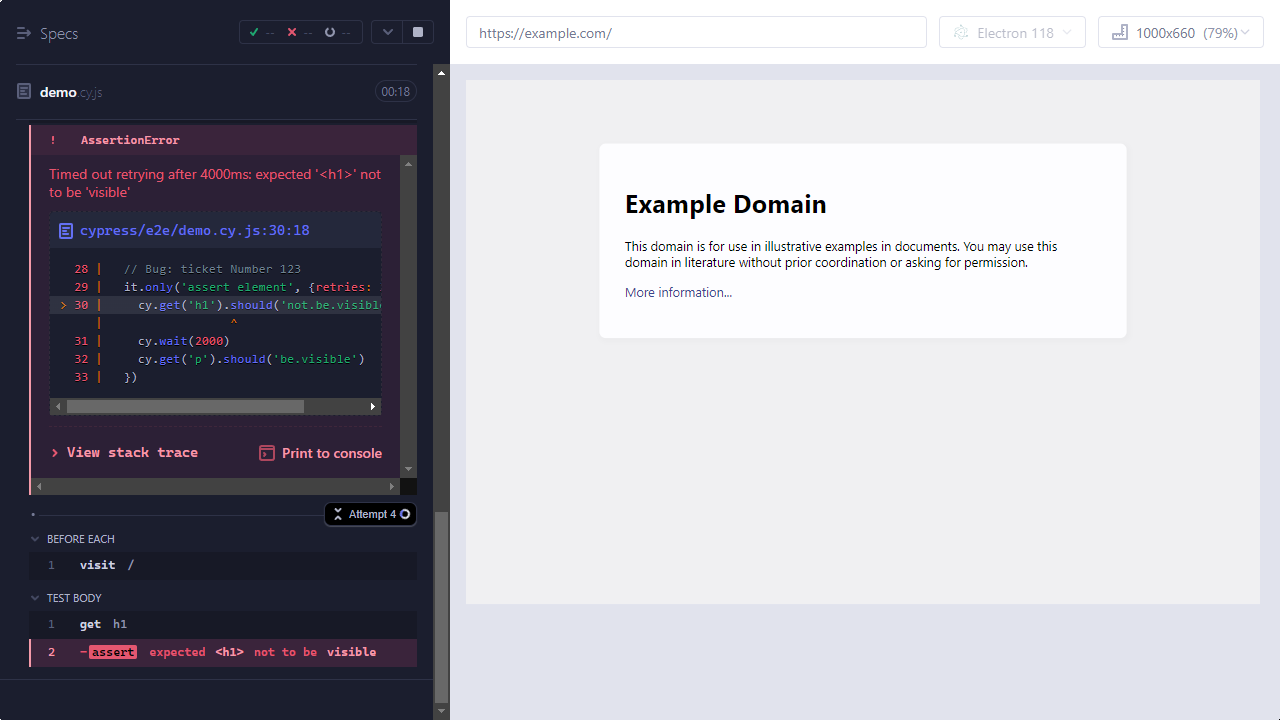 Specs
-- -- --
demo.cy.js
00:18
! AssertionError
Timed out retrying after 4000ms: expected '<h1>' not
to be 'visible'
cypress/e2e/demo.cy.js:30:18
28 | // Bug: ticket Number 123
29 | it.only('assert element', {retries:
> 30 | cy.get('h1').should('not.be.visible
| ^
31 | cy.wait(2000)
32 | cy.get('p').should('be.visible')
33 | })
> View stack trace
Print to console
Attempt 4
BEFORE EACH
1 visit /
TEST BODY
1 get h1
2 -assert expected <h1> not to be visible
https://example.com/
Electron 118
1000x660 (79%)
Example Domain
This domain is for use in illustrative examples in documents. You may use this
domain in literature without prior coordination or asking for permission.
More information...